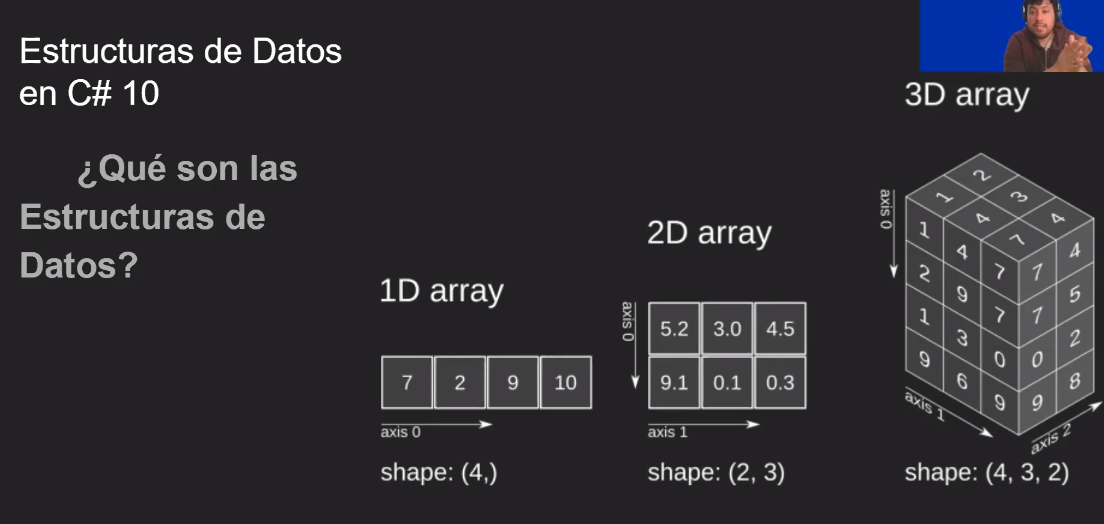 Estructuras de Datos
en C# 10
¿Qué son las
Estructuras de
Datos?
1D array
7 2 9 10
axis 0
shape: (4,)
2D array
axis 0
5.2 3.0 4.5
9.1 0.1 0.3
axis 1
shape: (2, 3)
3D array
axis 0
2
1 3
4 4
7
1 4 7 7 4
2 9 7 7 5
1 3 0 0 2
9 6 9 9 8
axis 1
axis 2
shape: (4, 3, 2)